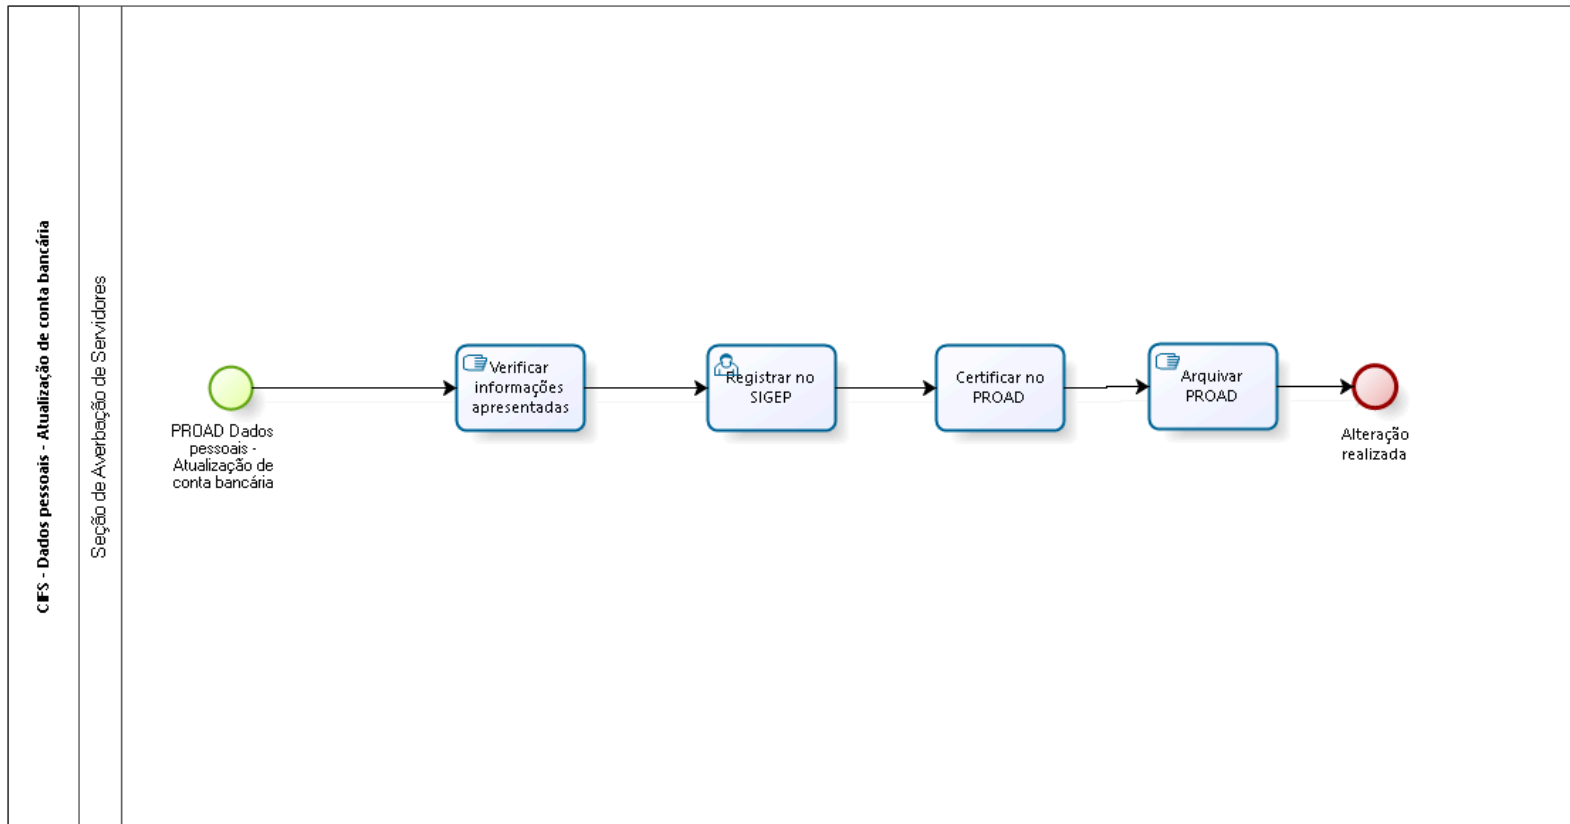 CIFS - Dados pessoais - Atualização de conta bancária
Seção de Averbação de Servidores
PROAD Dados
pessoais -
Atualização de
conta bancária
Verificar
informações
apresentadas
Registrar no
SIGEP
Certificar no
PROAD
Arquivar
PROAD
Alteração
realizada